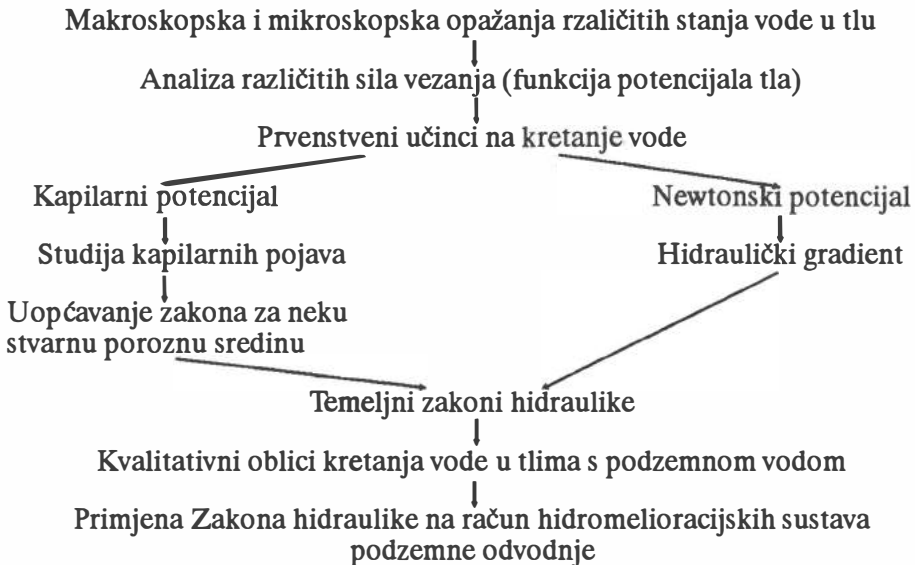 Makroskopska i mikroskopska opažanja rzaličitih stanja vode u tlu
Analiza različitih sila vezanja (funkcija potencijala tla)
Prvenstveni učinci na kretanje vode
Kapilarni potencijal
Newtonski potencijal
Studija kapilarnih pojava
Hidraulički gradient
Uopćavanje zakona za neku
stvarnu poroznu sredinu
Temeljni zakoni hidraulike
Kvalitativni oblici kretanja vode u tlima s podzemnom vodom
Primjena Zakona hidraulike na račun hidromelioracijskih sustava
podzemne odvodnje